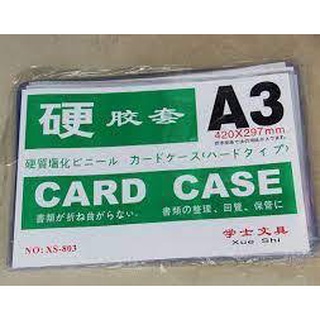 硬 胶套 A3
420X297mm
硬質塩化ビニール カードケース(ハードタイプ)
CARD CASE
書類が折ね曲がらない。 書類の整理、回覧、保管に
NO: XS-803
学士文具
Xue Shi